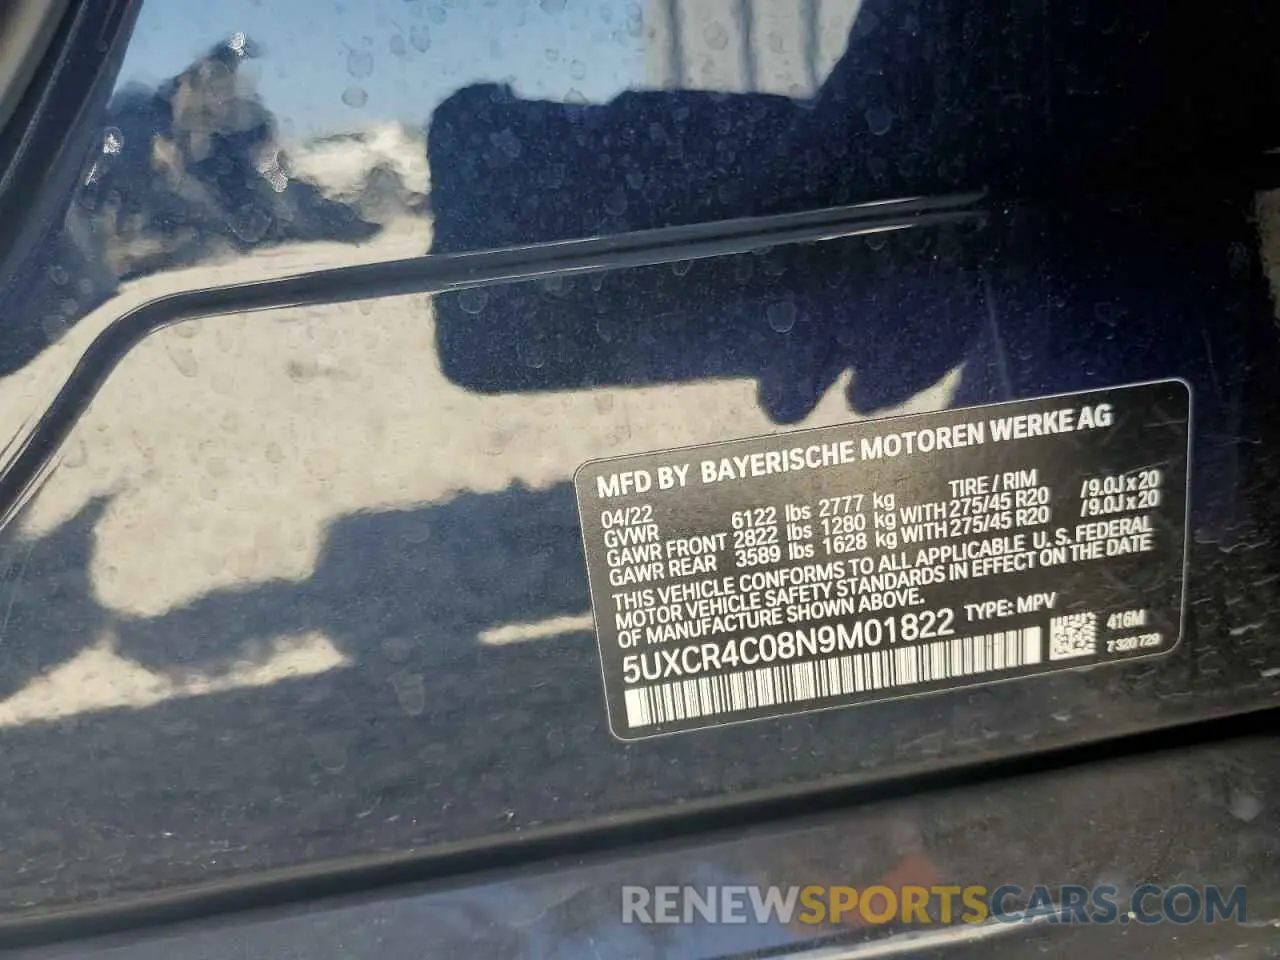 MFD BY BAYERISCHE MOTOREN WERKE AG
04/22 TIRE / RIM
GVWR 6122 lbs 2777 kg
GAWR FRONT 2822 lbs 1280 kg WITH 275/45 R20 /9.0J x 20
GAWR REAR 3589 lbs 1628 kg WITH 275/45 R20 /9.0J x 20
THIS VEHICLE CONFORMS TO ALL APPLICABLE U.S. FEDERAL
MOTOR VEHICLE SAFETY STANDARDS IN EFFECT ON THE DATE
OF MANUFACTURE SHOWN ABOVE.
5UXCR4C08N9M01822 TYPE: MPV
416M
7 320 729
RENEWSPORTSCARS.COM